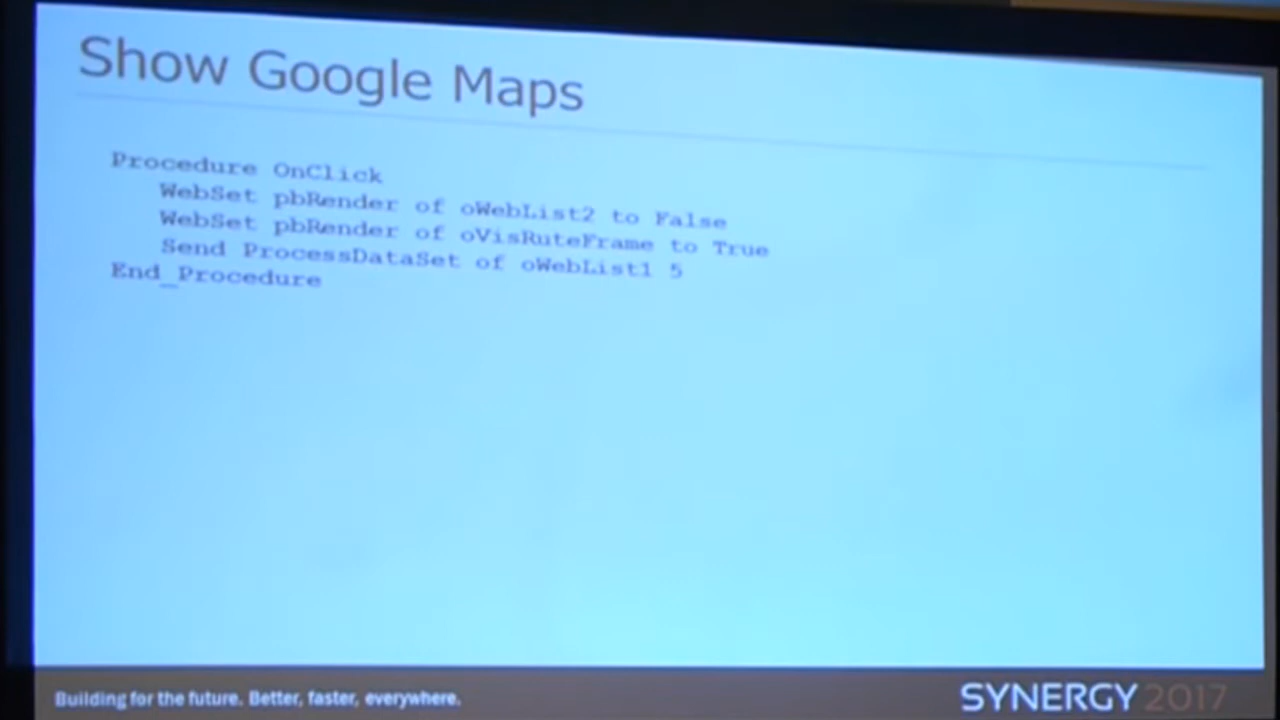 Show Google Maps
Procedure OnClick
WebSet pbRender of oWebList2 to False
WebSet pbRender of oVisRuteFrame to True
Send ProcessDataSet of oWebList1 5
End_Procedure
Building for the future. Better, faster, everywhere.
SYNERGY 2017